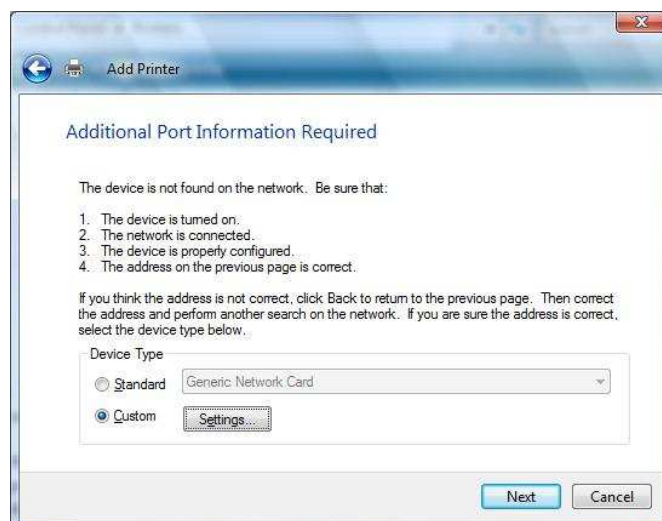 Add Printer
Additional Port Information Required
The device is not found on the network. Be sure that:
1. The device is turned on.
2. The network is connected.
3. The device is properly configured.
4. The address on the previous page is correct.
If you think the address is not correct, click Back to return to the previous page. Then correct
the address and perform another search on the network. If you are sure the address is correct,
select the device type below.
Device Type
Standard Generic Network Card
Custom Settings...
Next Cancel